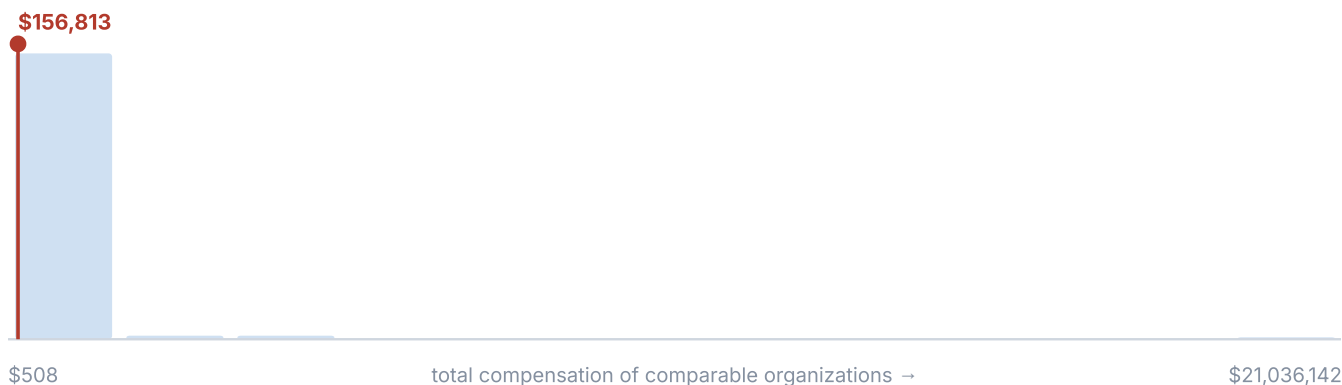 $156,813
$508 total compensation of comparable organizations → $21,036,142